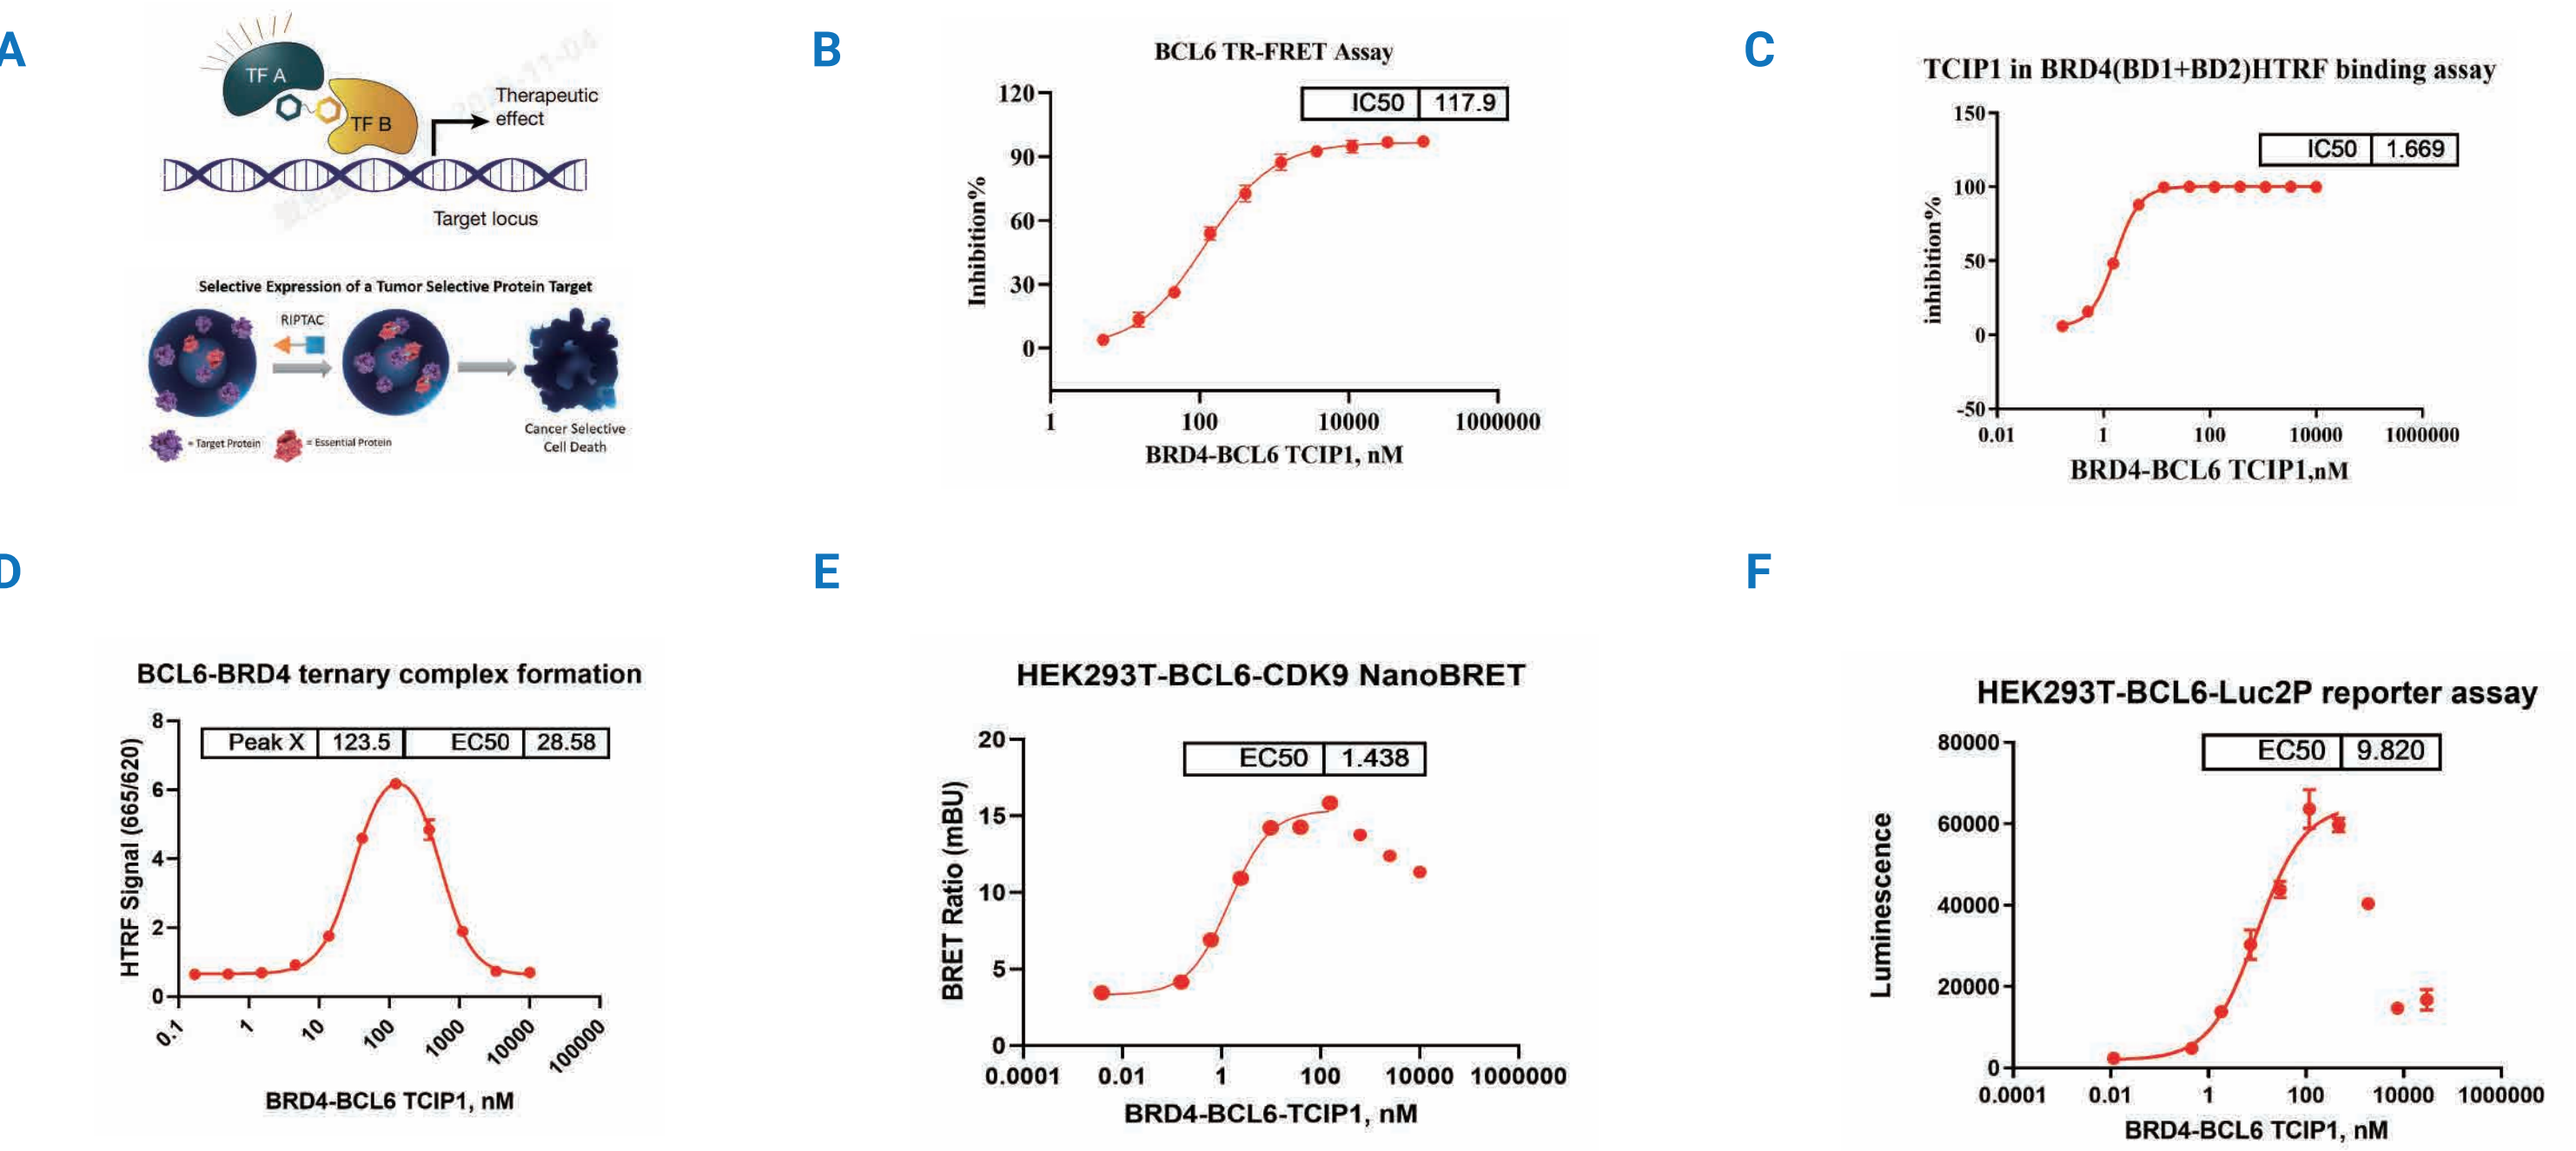 A
TF A
TF B
Therapeutic
effect
Target locus
Selective Expression of a Tumor Selective Protein Target
RIPTAC
= Target Protein
= Essential Protein
Cancer Selective
Cell Death
B
BCL6 TR-FRET Assay
IC50 117.9
Inhibition%
120
90
60
30
0
1 100 10000 1000000
BRD4-BCL6 TCIP1, nM
C
TCIP1 in BRD4(BD1+BD2)HTRF binding assay
IC50 1.669
inhibition%
150
100
50
0
-50
0.01 1 100 10000 1000000
BRD4-BCL6 TCIP1,nM
D
BCL6-BRD4 ternary complex formation
Peak X 123.5 EC50 28.58
HTRF Signal (665/620)
8
6
4
2
0
0.1 1 10 100 1000 10000 100000
BRD4-BCL6 TCIP1, nM
E
HEK293T-BCL6-CDK9 NanoBRET
EC50 1.438
BRET Ratio (mBU)
20
15
10
5
0
0.0001 0.01 1 100 10000 1000000
BRD4-BCL6-TCIP1, nM
F
HEK293T-BCL6-Luc2P reporter assay
EC50 9.820
Luminescence
80000
60000
40000
20000
0
0.0001 0.01 1 100 10000 1000000
BRD4-BCL6 TCIP1, nM